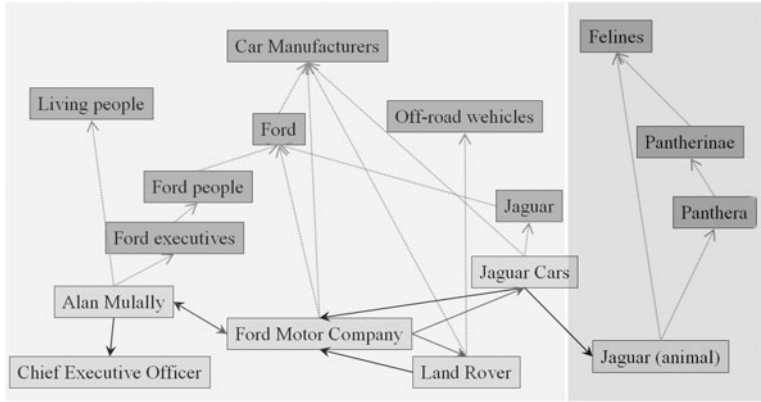 Car Manufacturers
Felines
Living people
Off-road wehicles
Ford
Pantherinae
Ford people
Jaguar
Panthera
Ford executives
Jaguar Cars
Alan Mulally
Ford Motor Company
Jaguar (animal)
Chief Executive Officer
Land Rover